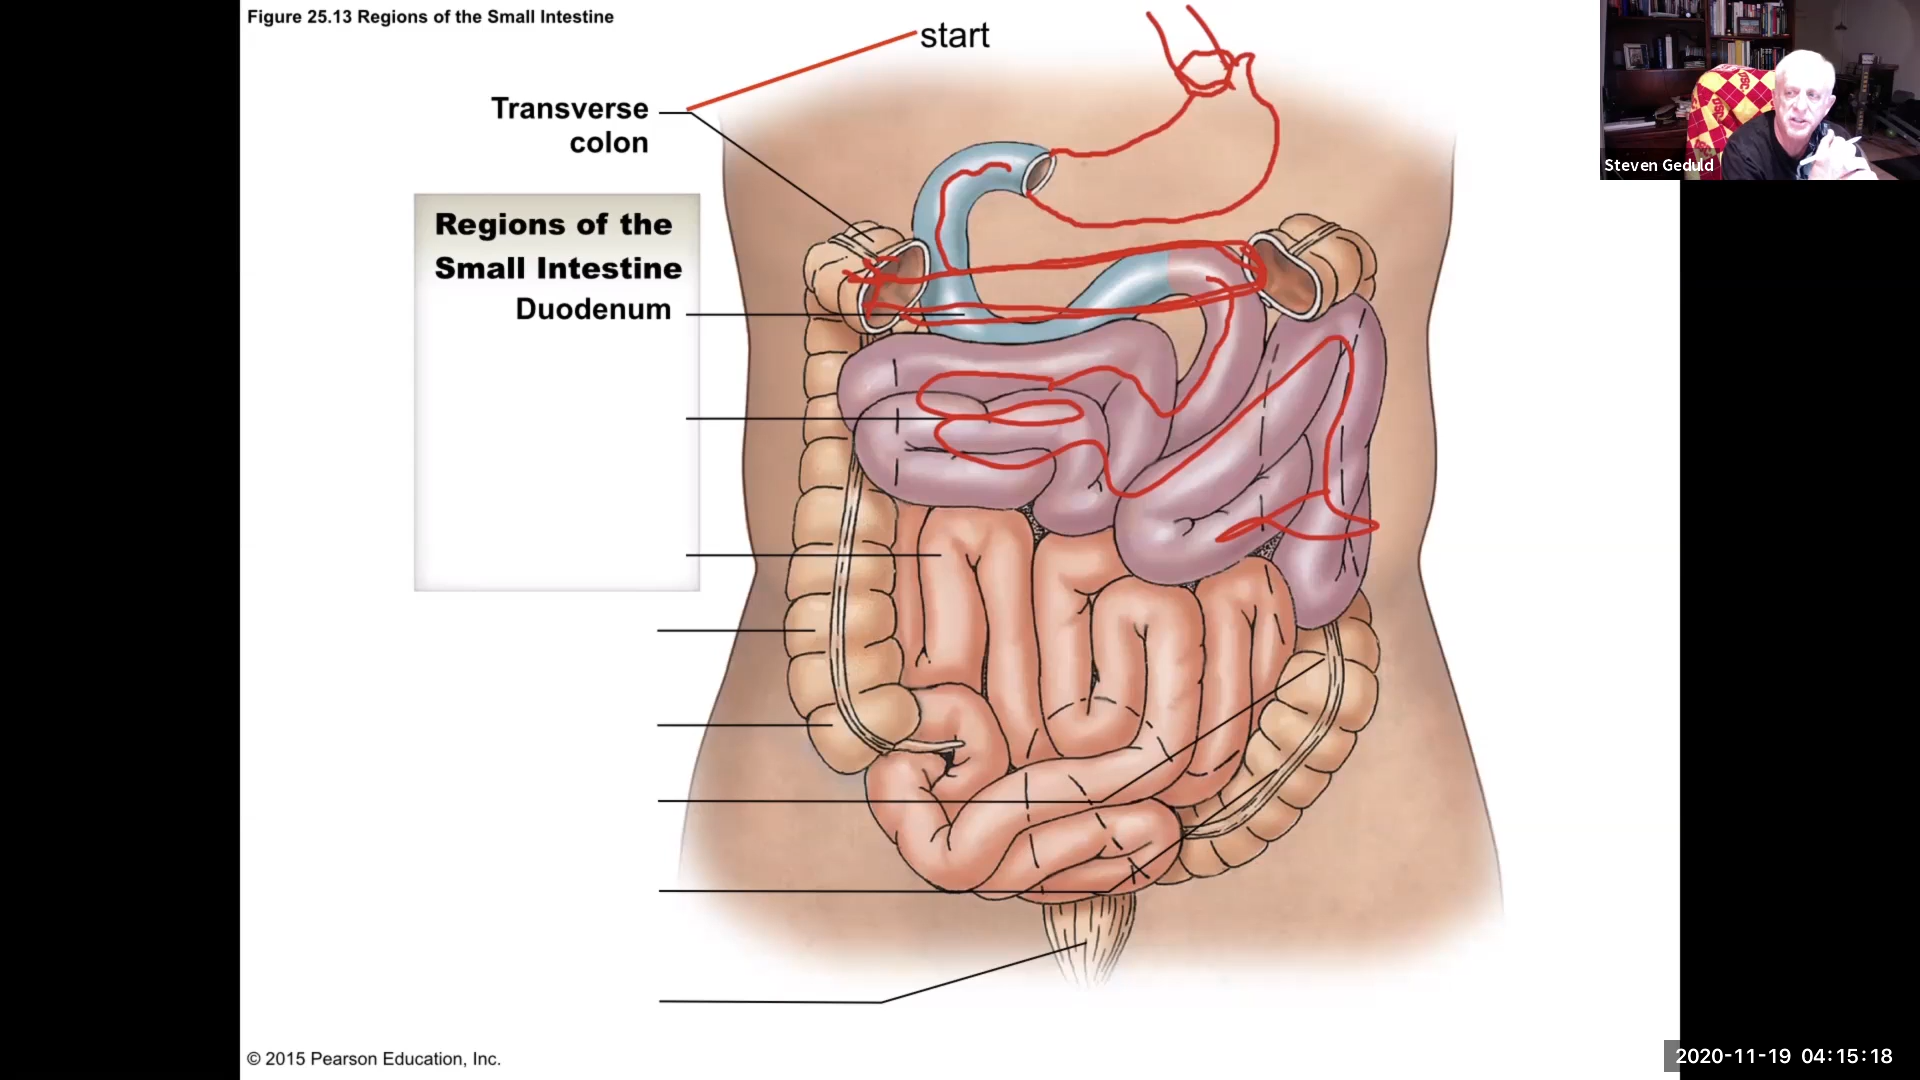 Figure 25.13 Regions of the Small Intestine
start
Transverse
colon
Regions of the
Small Intestine
Duodenum
Steven Geduld
© 2015 Pearson Education, Inc.
2020-11-19 04:15:18